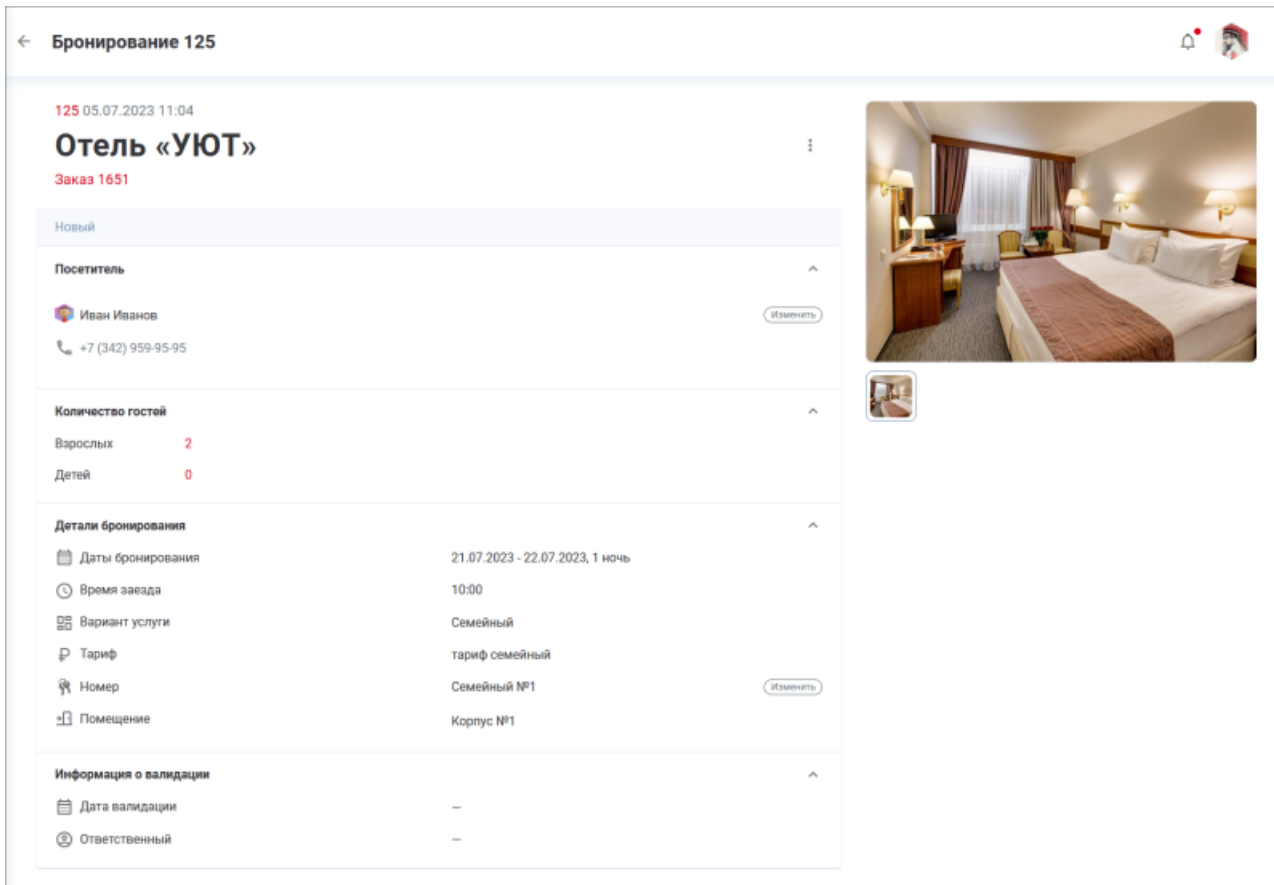 Бронирование 125
125 05.07.2023 11:04
Отель «УЮТ»
Заказ 1651
Новый
Посетитель
Иван Иванов
Изменить
+7 (342) 959-95-95
Количество гостей
Взрослых 2
Детей 0
Детали бронирования
Даты бронирования 21.07.2023 - 22.07.2023, 1 ночь
Время заезда 10:00
Вариант услуги Семейный
Тариф тариф семейный
Номер Семейный №1 Изменить
Помещение Корпус №1
Информация о валидации
Дата валидации –
Ответственный –